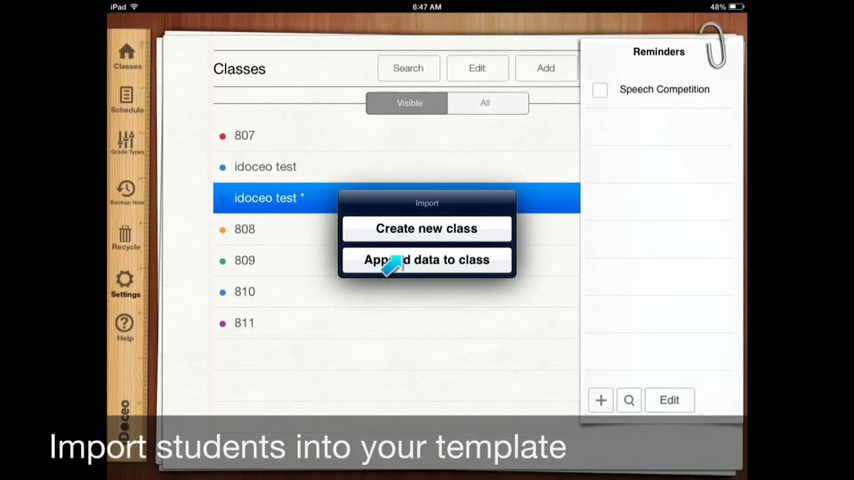 iPad
6:47 AM
48%
Classes
Schedule
Grade Types
Backup Now
Recycle
Settings
Help
Classes
Search
Edit
Add
Visible
All
807
idoceo test
idoceo test *
808
809
810
811
Import
Create new class
data to class
Reminders
Speech Competition
Edit
Import students into your template